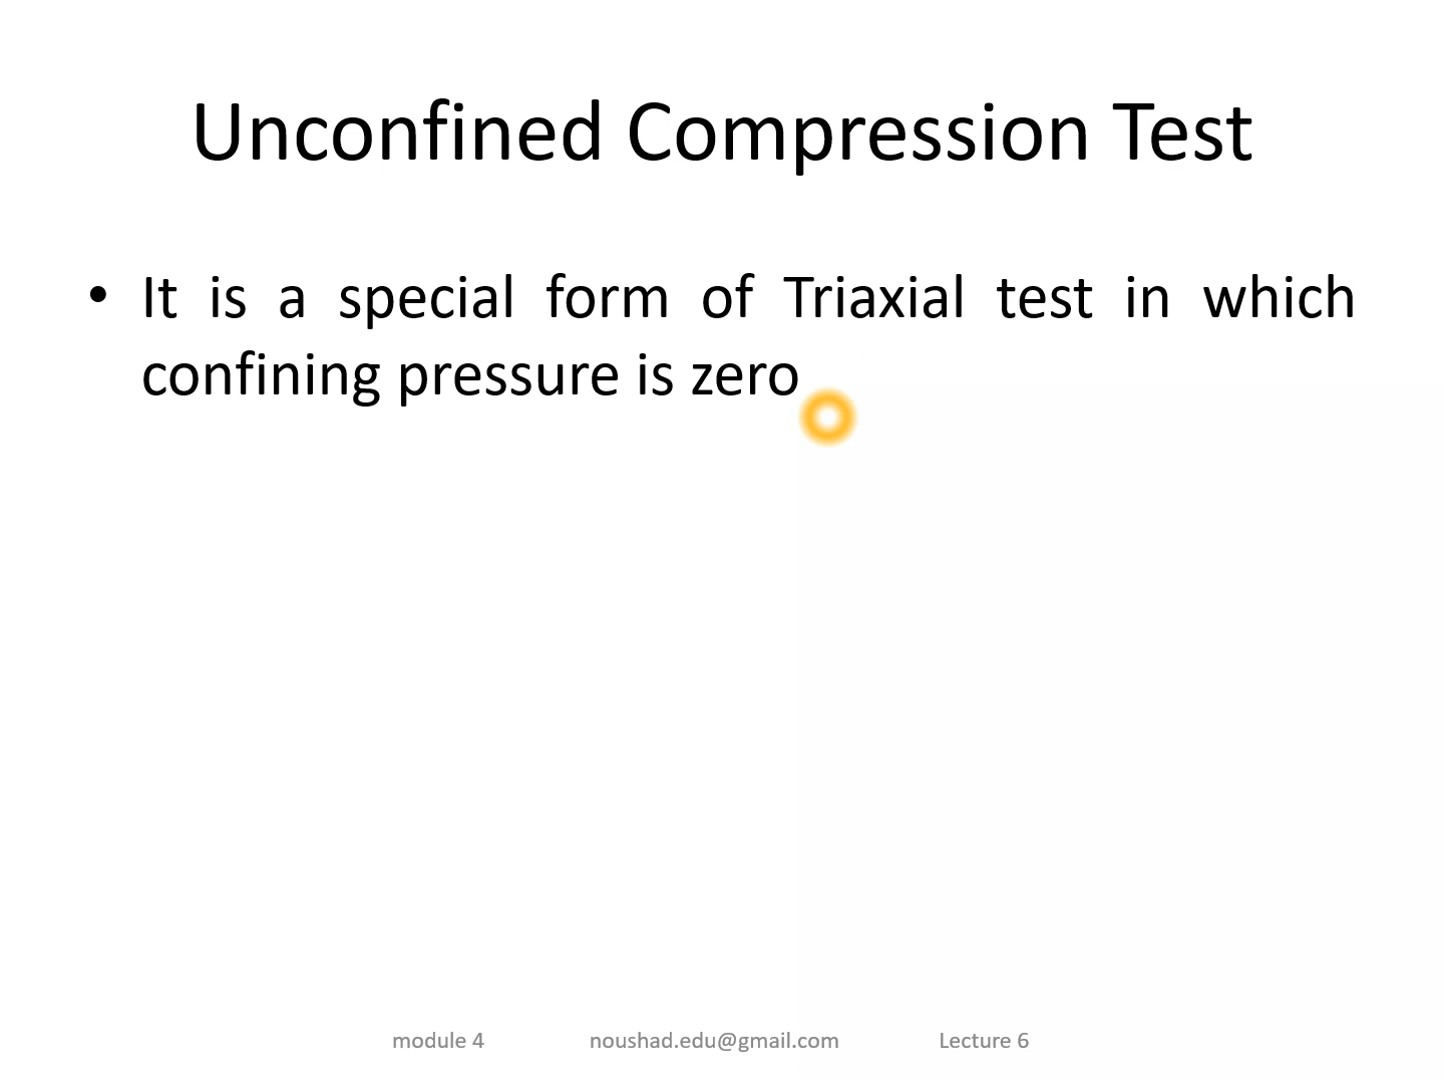 Unconfined Compression Test
• It is a special form of Triaxial test in which
confining pressure is zero
module 4 noushad.edu@gmail.com Lecture 6